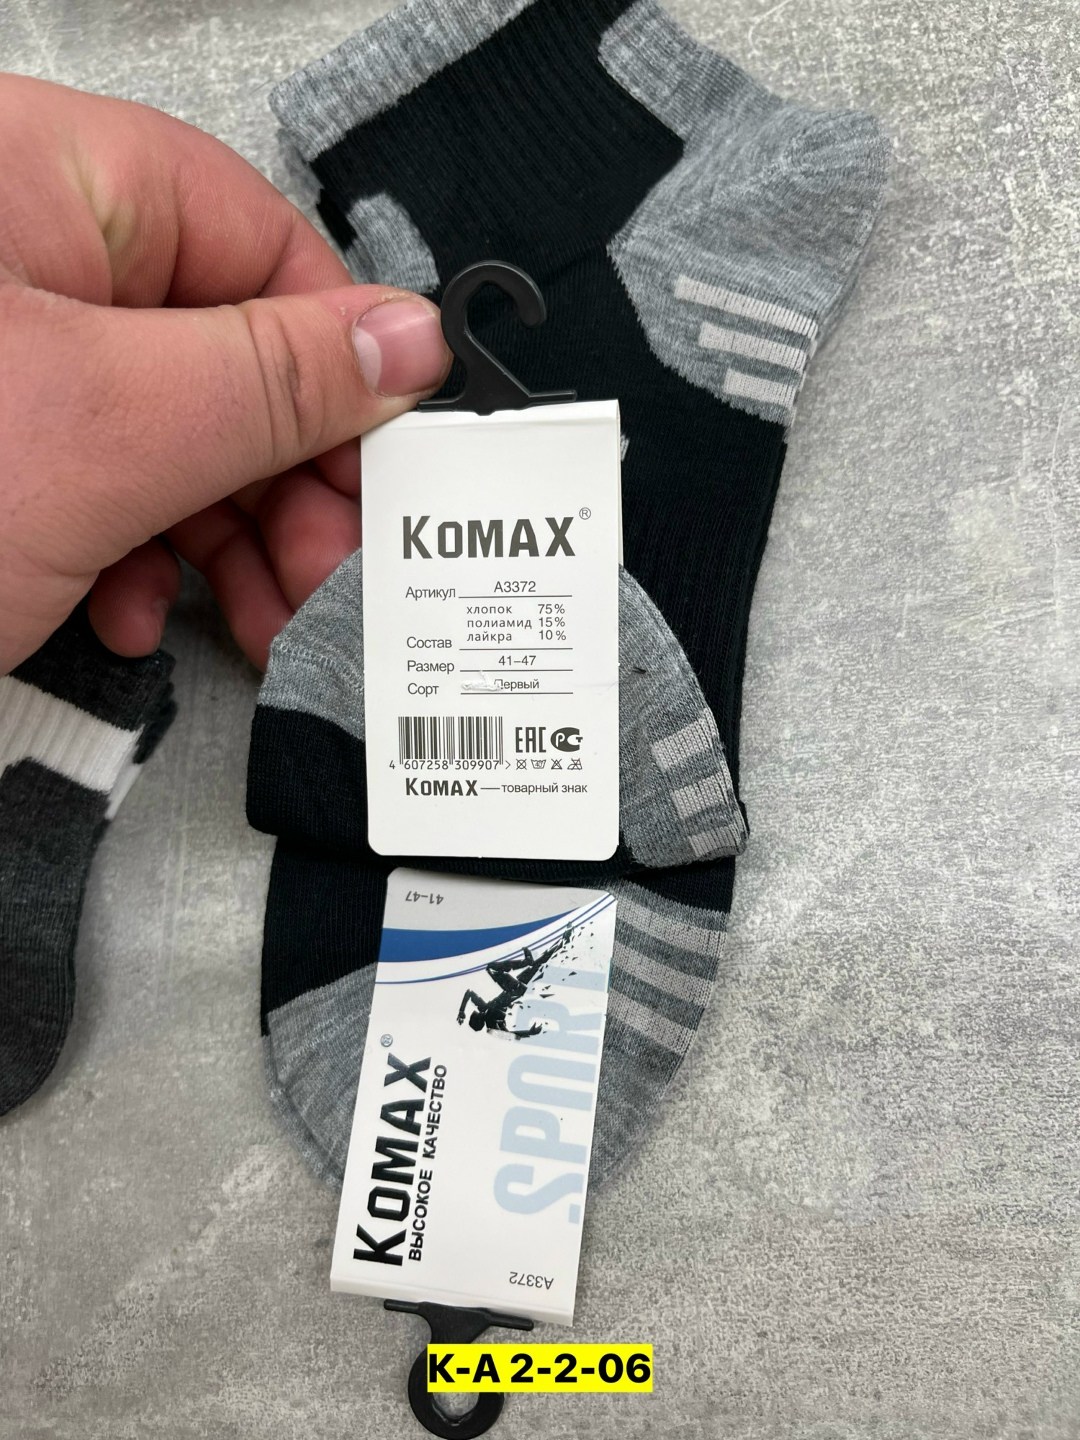 KOMAX®
Артикул A3372
хлопок 75%
полиамид 15%
Состав лайкра 10%
Размер 41-47
Сорт Первый
EAC РСТ
4 607258 309907 >
KOMAX — товарный знак
41-47
SPORT
KOMAX®
ВЫСОКОЕ КАЧЕСТВО
A3372
K-A 2-2-06